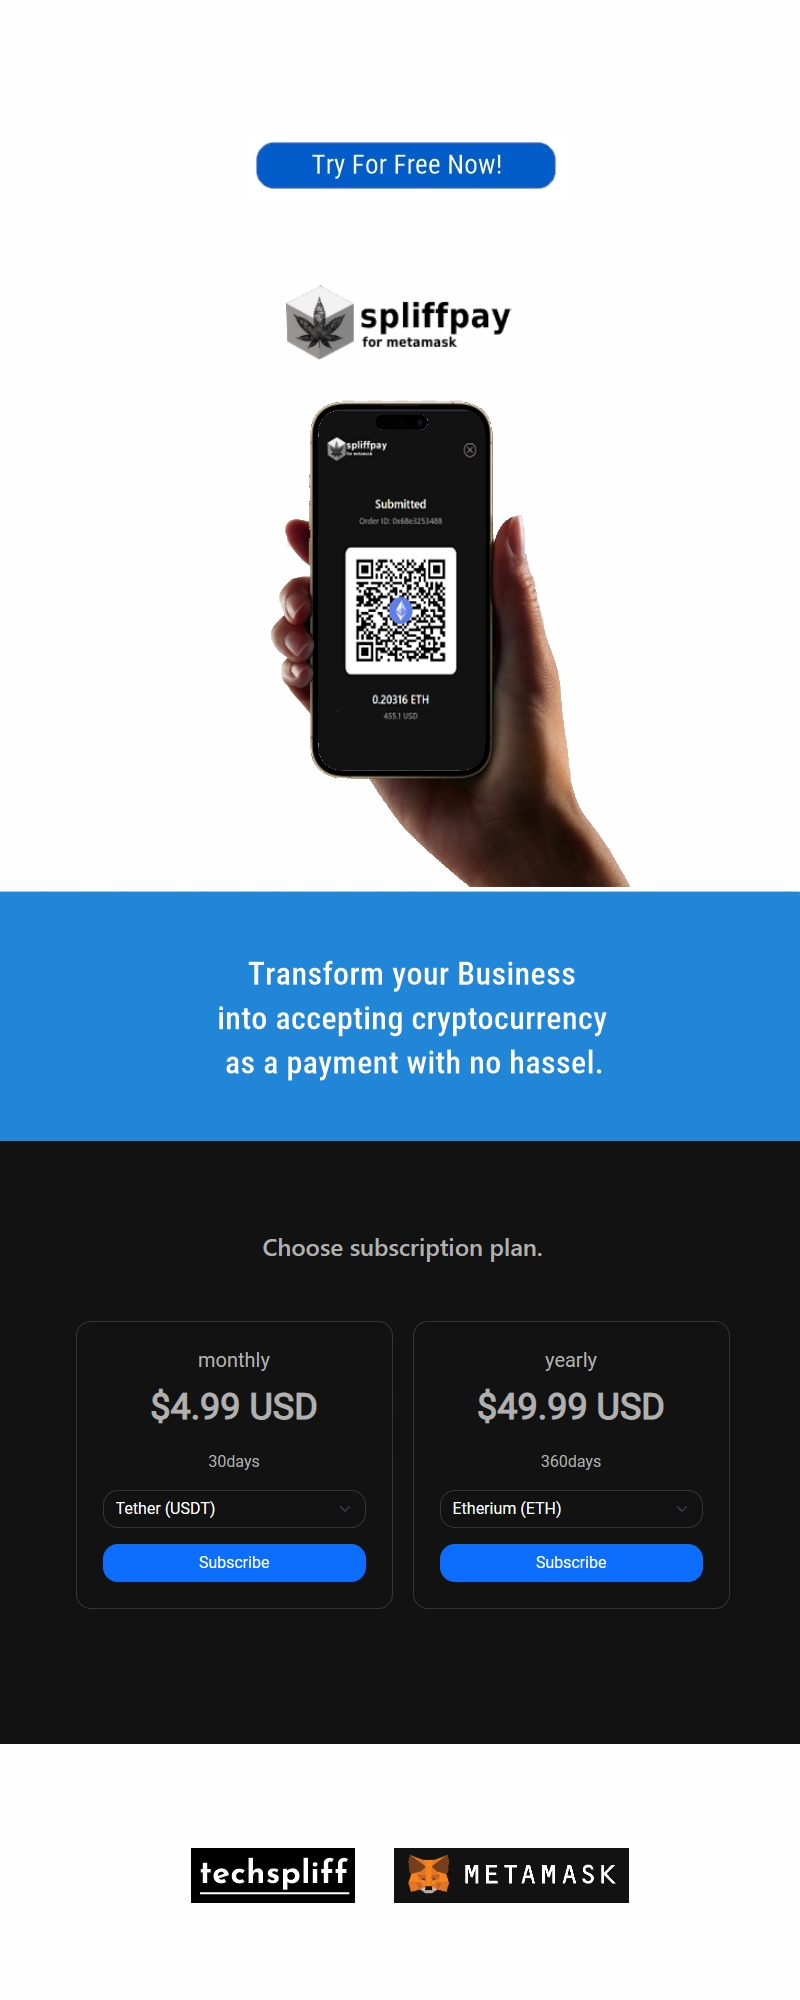 Try For Free Now!
spliffpay
for metamask
spliffpay
for metamask
Submitted
Order ID: 0x68e3253488
0.20316 ETH
455.1 USD
Transform your Business
into accepting cryptocurrency
as a payment with no hassel.
Choose subscription plan.
monthly
$4.99 USD
30days
Tether (USDT)
Subscribe
yearly
$49.99 USD
360days
Etherium (ETH)
Subscribe
techspliff
METAMASK